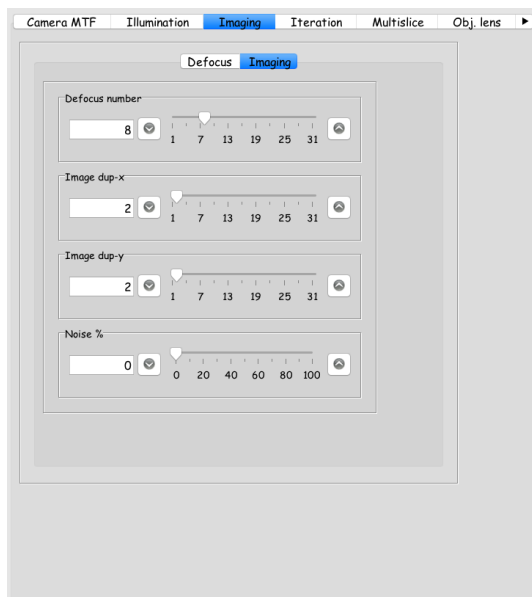 Camera MTF Illumination Imaging Iteration Multislice Obj. lens
Defocus Imaging
Defocus number
8
1 7 13 19 25 31
Image dup-x
2
1 7 13 19 25 31
Image dup-y
2
1 7 13 19 25 31
Noise %
0
0 20 40 60 80 100